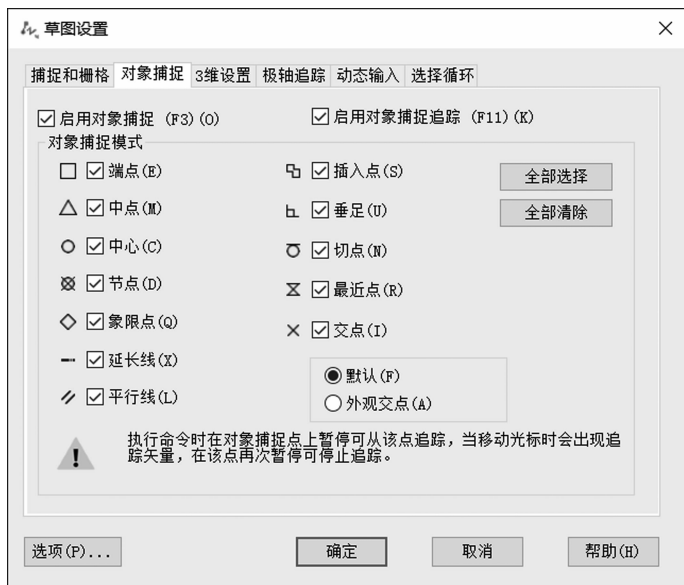 草图设置
捕捉和栅格 对象捕捉 3维设置 极轴追踪 动态输入 选择循环
启用对象捕捉 (F3)(O) 启用对象捕捉追踪 (F11)(K)
对象捕捉模式
端点(E) 插入点(S) 全部选择
中点(M) 垂足(U) 全部清除
中心(C) 切点(N)
节点(D) 最近点(R)
象限点(Q) 交点(I)
延长线(X) 默认(F)
平行线(L) 外观交点(A)
执行命令时在对象捕捉点上暂停可从该点追踪，当移动光标时会出现追
踪矢量，在该点再次暂停可停止追踪。
选项(P)... 确定 取消 帮助(H)